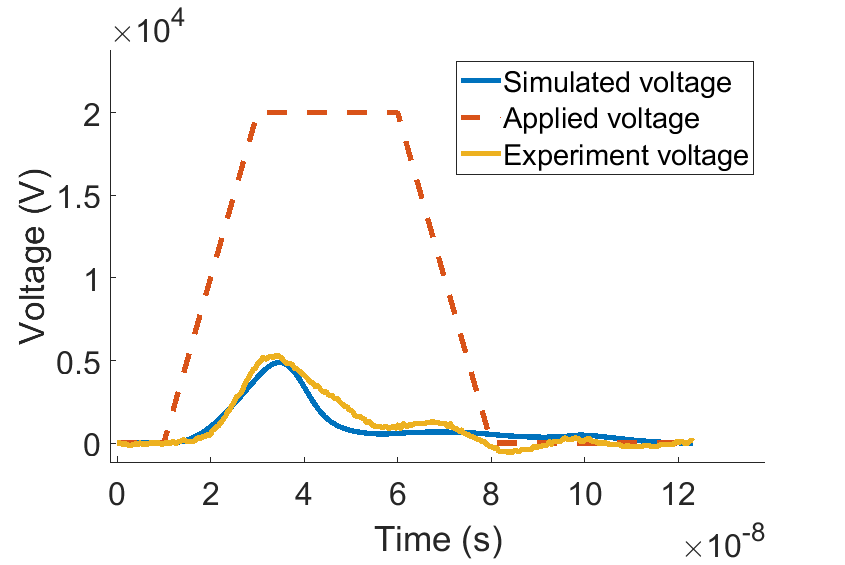 ×10⁴
Simulated voltage
Applied voltage
Experiment voltage
Voltage (V)
2
1.5
1
0.5
0
0 2 4 6 8 10 12
Time (s)
×10⁻⁸